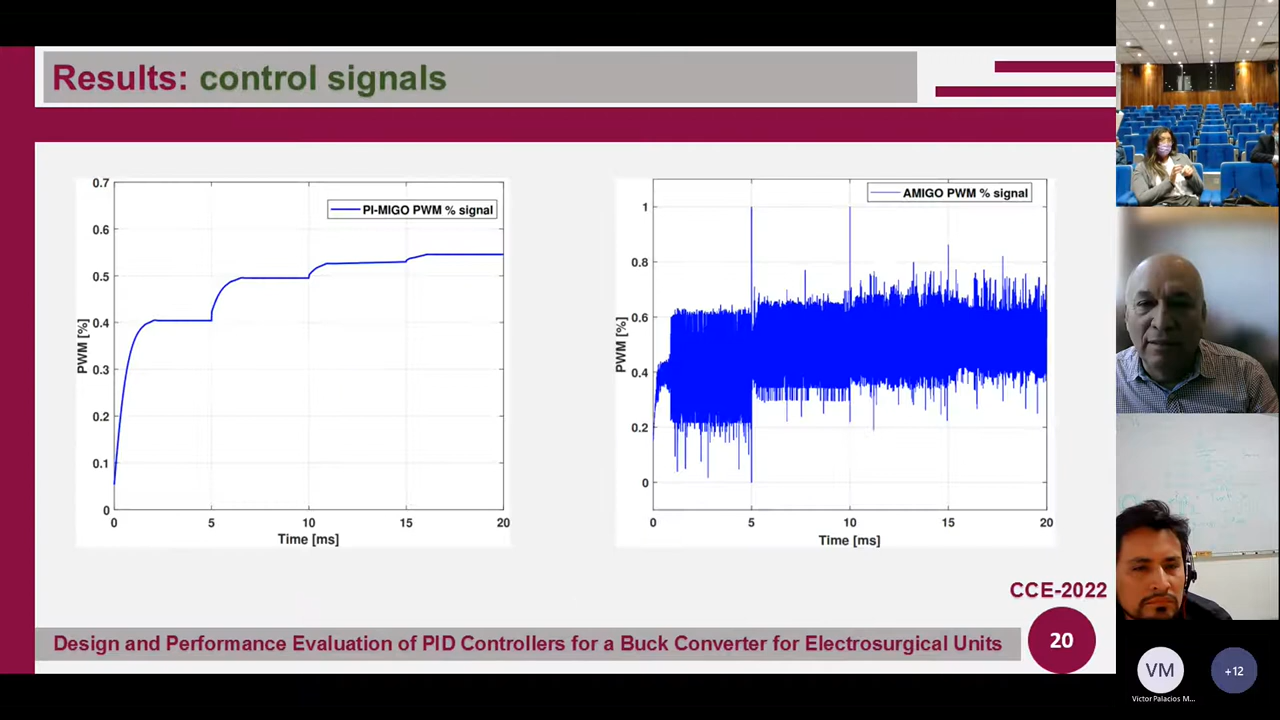 Results: control signals
0.7
0.6
0.5
0.4
0.3
0.2
0.1
0
PWM [%]
PI-MIGO PWM % signal
0 5 10 15 20
Time [ms]
1
0.8
0.6
0.4
0.2
0
PWM [%]
AMIGO PWM % signal
0 5 10 15 20
Time [ms]
CCE-2022
Design and Performance Evaluation of PID Controllers for a Buck Converter for Electrosurgical Units
20
VM
+12
Victor Palacios M...